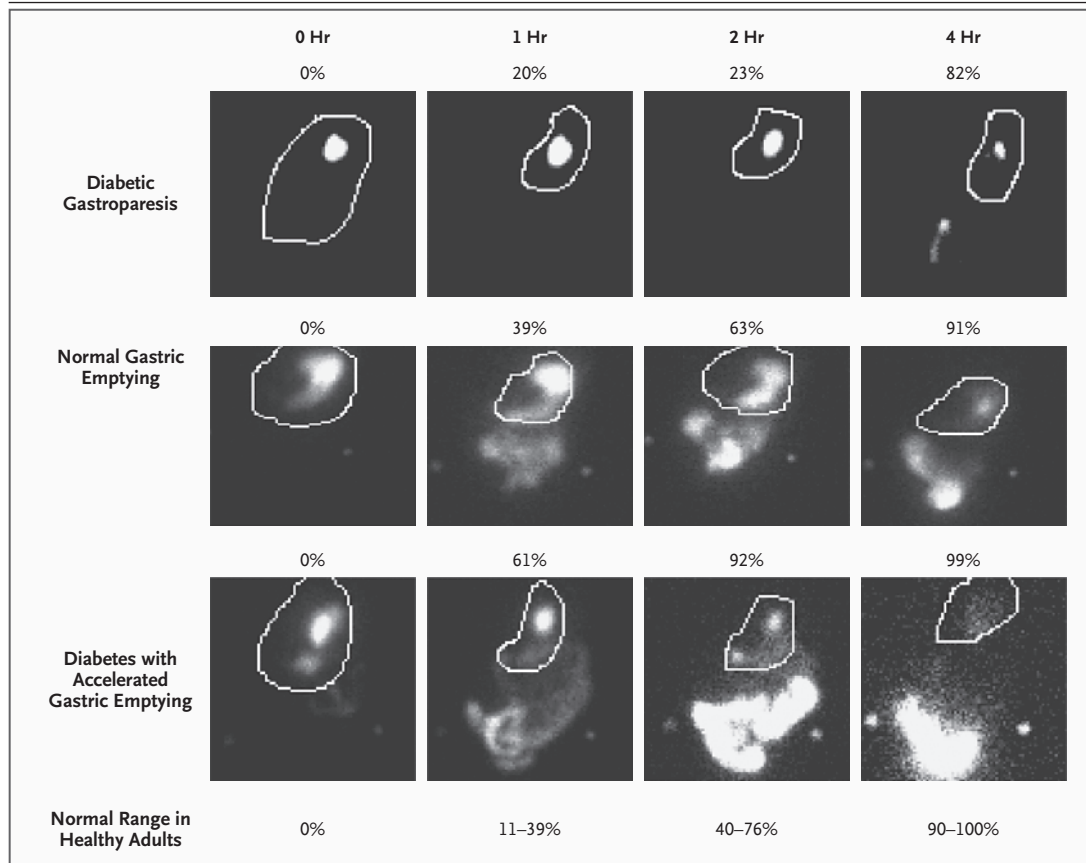 0 Hr 1 Hr 2 Hr 4 Hr
0% 20% 23% 82%
Diabetic
Gastroparesis
0% 39% 63% 91%
Normal Gastric
Emptying
0% 61% 92% 99%
Diabetes with
Accelerated
Gastric Emptying
Normal Range in
Healthy Adults
0% 11–39% 40–76% 90–100%